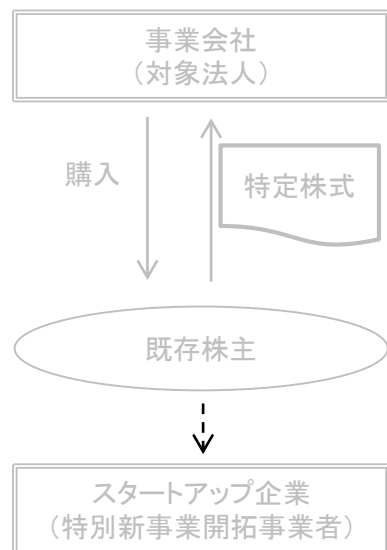 事業会社
（対象法人）
購入
特定株式
既存株主
スタートアップ企業
（特別新事業開拓事業者）